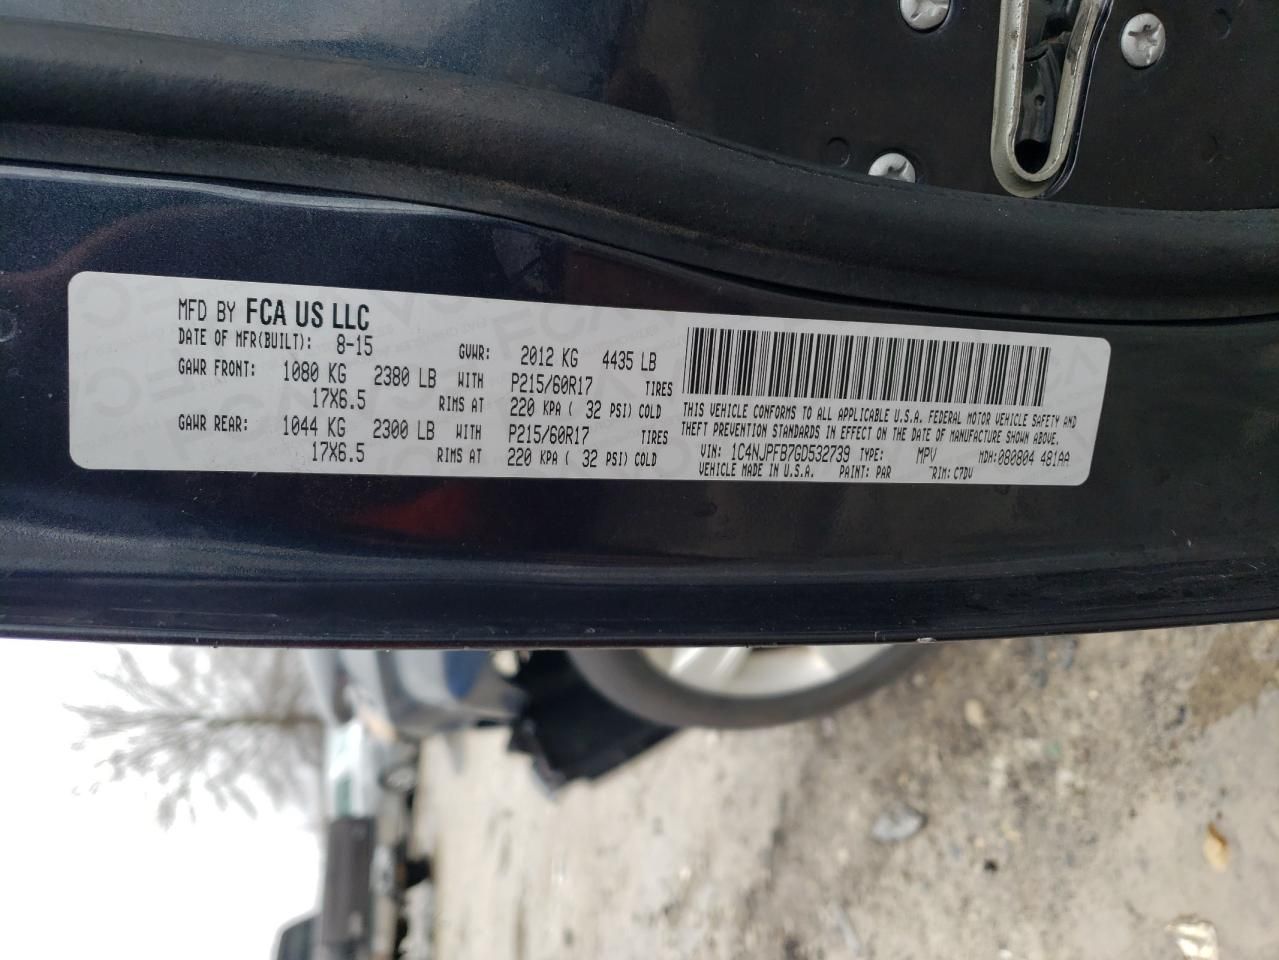 MFD BY FCA US LLC
DATE OF MFR(BUILT): 8-15 GVWR: 2012 KG 4435 LB
GAWR FRONT: 1080 KG 2380 LB WITH P215/60R17 TIRES
17X6.5 RIMS AT 220 KPA ( 32 PSI) COLD
GAWR REAR: 1044 KG 2300 LB WITH P215/60R17 TIRES
17X6.5 RIMS AT 220 KPA ( 32 PSI) COLD
THIS VEHICLE CONFORMS TO ALL APPLICABLE U.S.A. FEDERAL MOTOR VEHICLE SAFETY AND
THEFT PREVENTION STANDARDS IN EFFECT ON THE DATE OF MANUFACTURE SHOWN ABOVE.
VIN: 1C4NJPFB7GD532739 TYPE: MPV MDH: 080804 481AA
VEHICLE MADE IN U.S.A. PAINT: PAR TRIM: C7DV